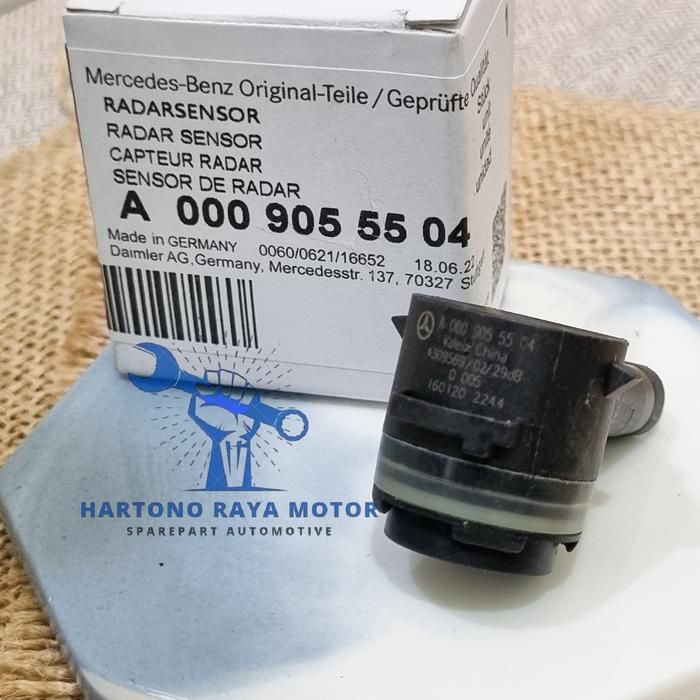 Mercedes-Benz Original-Teile / Geprüfte Qualität
RADARSENSOR
RADAR SENSOR
CAPTEUR RADAR
SENSOR DE RADAR
A 000 905 55 04
Made in GERMANY 0060/0621/16652 18.06.22
Daimler AG,Germany, Mercedesstr. 137, 70327
A 000 905 55 04
Valeo China
0 005
160120 2244
HARTONO RAYA MOTOR
SPAREPART AUTOMOTIVE